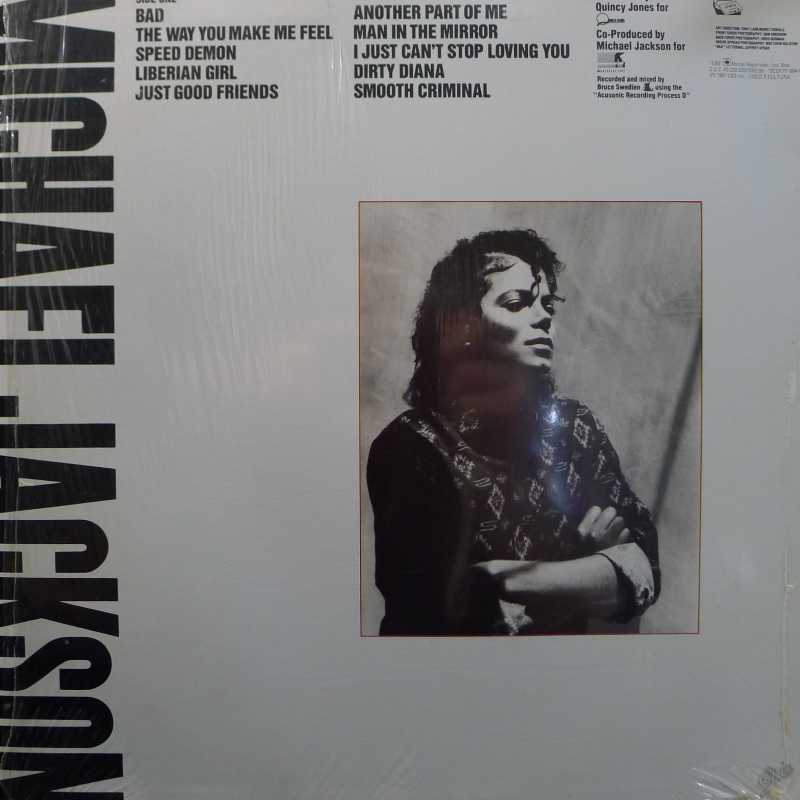 MICHAEL JACKSON
SIDE ONE
BAD
THE WAY YOU MAKE ME FEEL
SPEED DEMON
LIBERIAN GIRL
JUST GOOD FRIENDS
ANOTHER PART OF ME
MAN IN THE MIRROR
I JUST CAN'T STOP LOVING YOU
DIRTY DIANA
SMOOTH CRIMINAL
Quincy Jones for
Co-Produced by
Michael Jackson for
Recorded and mixed by
Bruce Swedien using the
"Acusonic Recording Process"